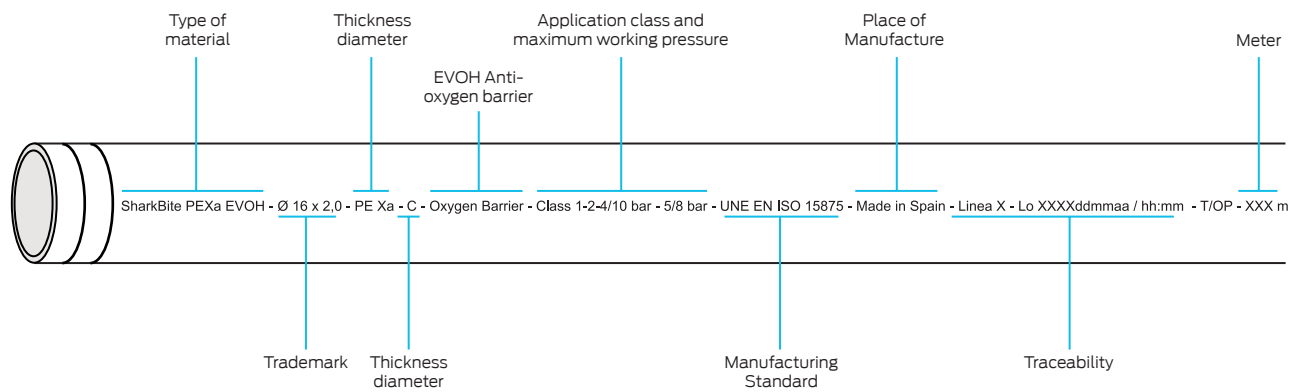 Type of
material
Thickness
diameter
EVOH Anti-
oxygen barrier
Application class and
maximum working pressure
Place of
Manufacture
Meter
SharkBite PEXa EVOH - Ø 16 x 2,0 - PE Xa - C - Oxygen Barrier - Class 1-2-4/10 bar - 5/8 bar - UNE EN ISO 15875 - Made in Spain - Linea X - Lo XXXXddmmaa / hh:mm - T/OP - XXX m
Trademark
Thickness
diameter
Manufacturing
Standard
Traceability